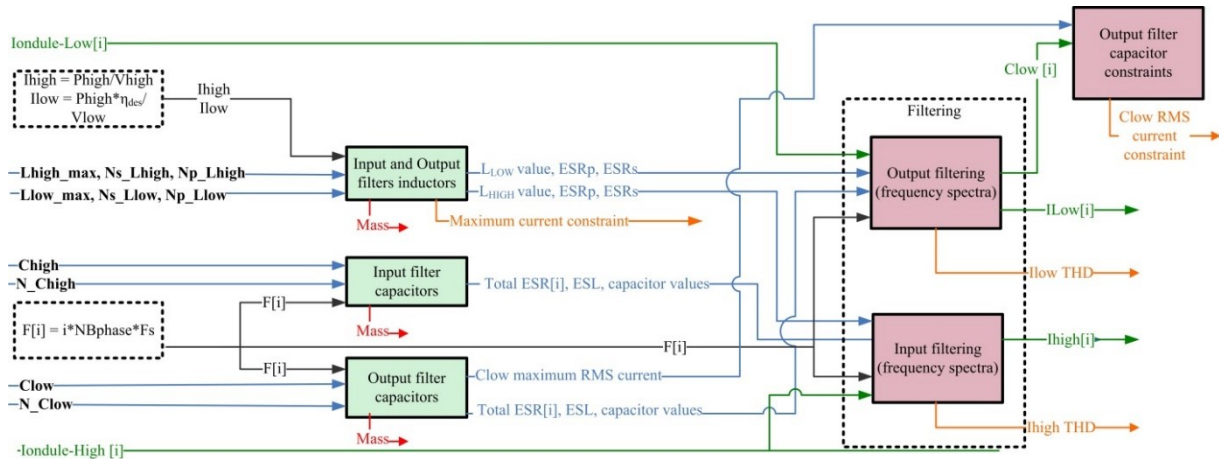 Iondule-Low[i]
Ihigh = Phigh/Vhigh
Ilow = Phigh*ηdes/
Vlow
Ihigh
Ilow
Lhigh_max, Ns_Lhigh, Np_Lhigh
Llow_max, Ns_Llow, Np_Llow
Input and Output
filters inductors
LLOW value, ESRp, ESRs
LHIGH value, ESRp, ESRs
Mass
Maximum current constraint
Chigh
N_Chigh
Input filter
capacitors
Total ESR[i], ESL, capacitor values
F[i]
Mass
F[i] = i*NBphase*Fs
F[i]
F[i]
Clow
N_Clow
Output filter
capacitors
Clow maximum RMS current
Total ESR[i], ESL, capacitor values
Mass
-Iondule-High [i]
Filtering
Output filtering
(frequency spectra)
Input filtering
(frequency spectra)
Clow [i]
Output filter
capacitor
constraints
Clow RMS
current
constraint
ILow[i]
Ilow THD
Ihigh[i]
Ihigh THD